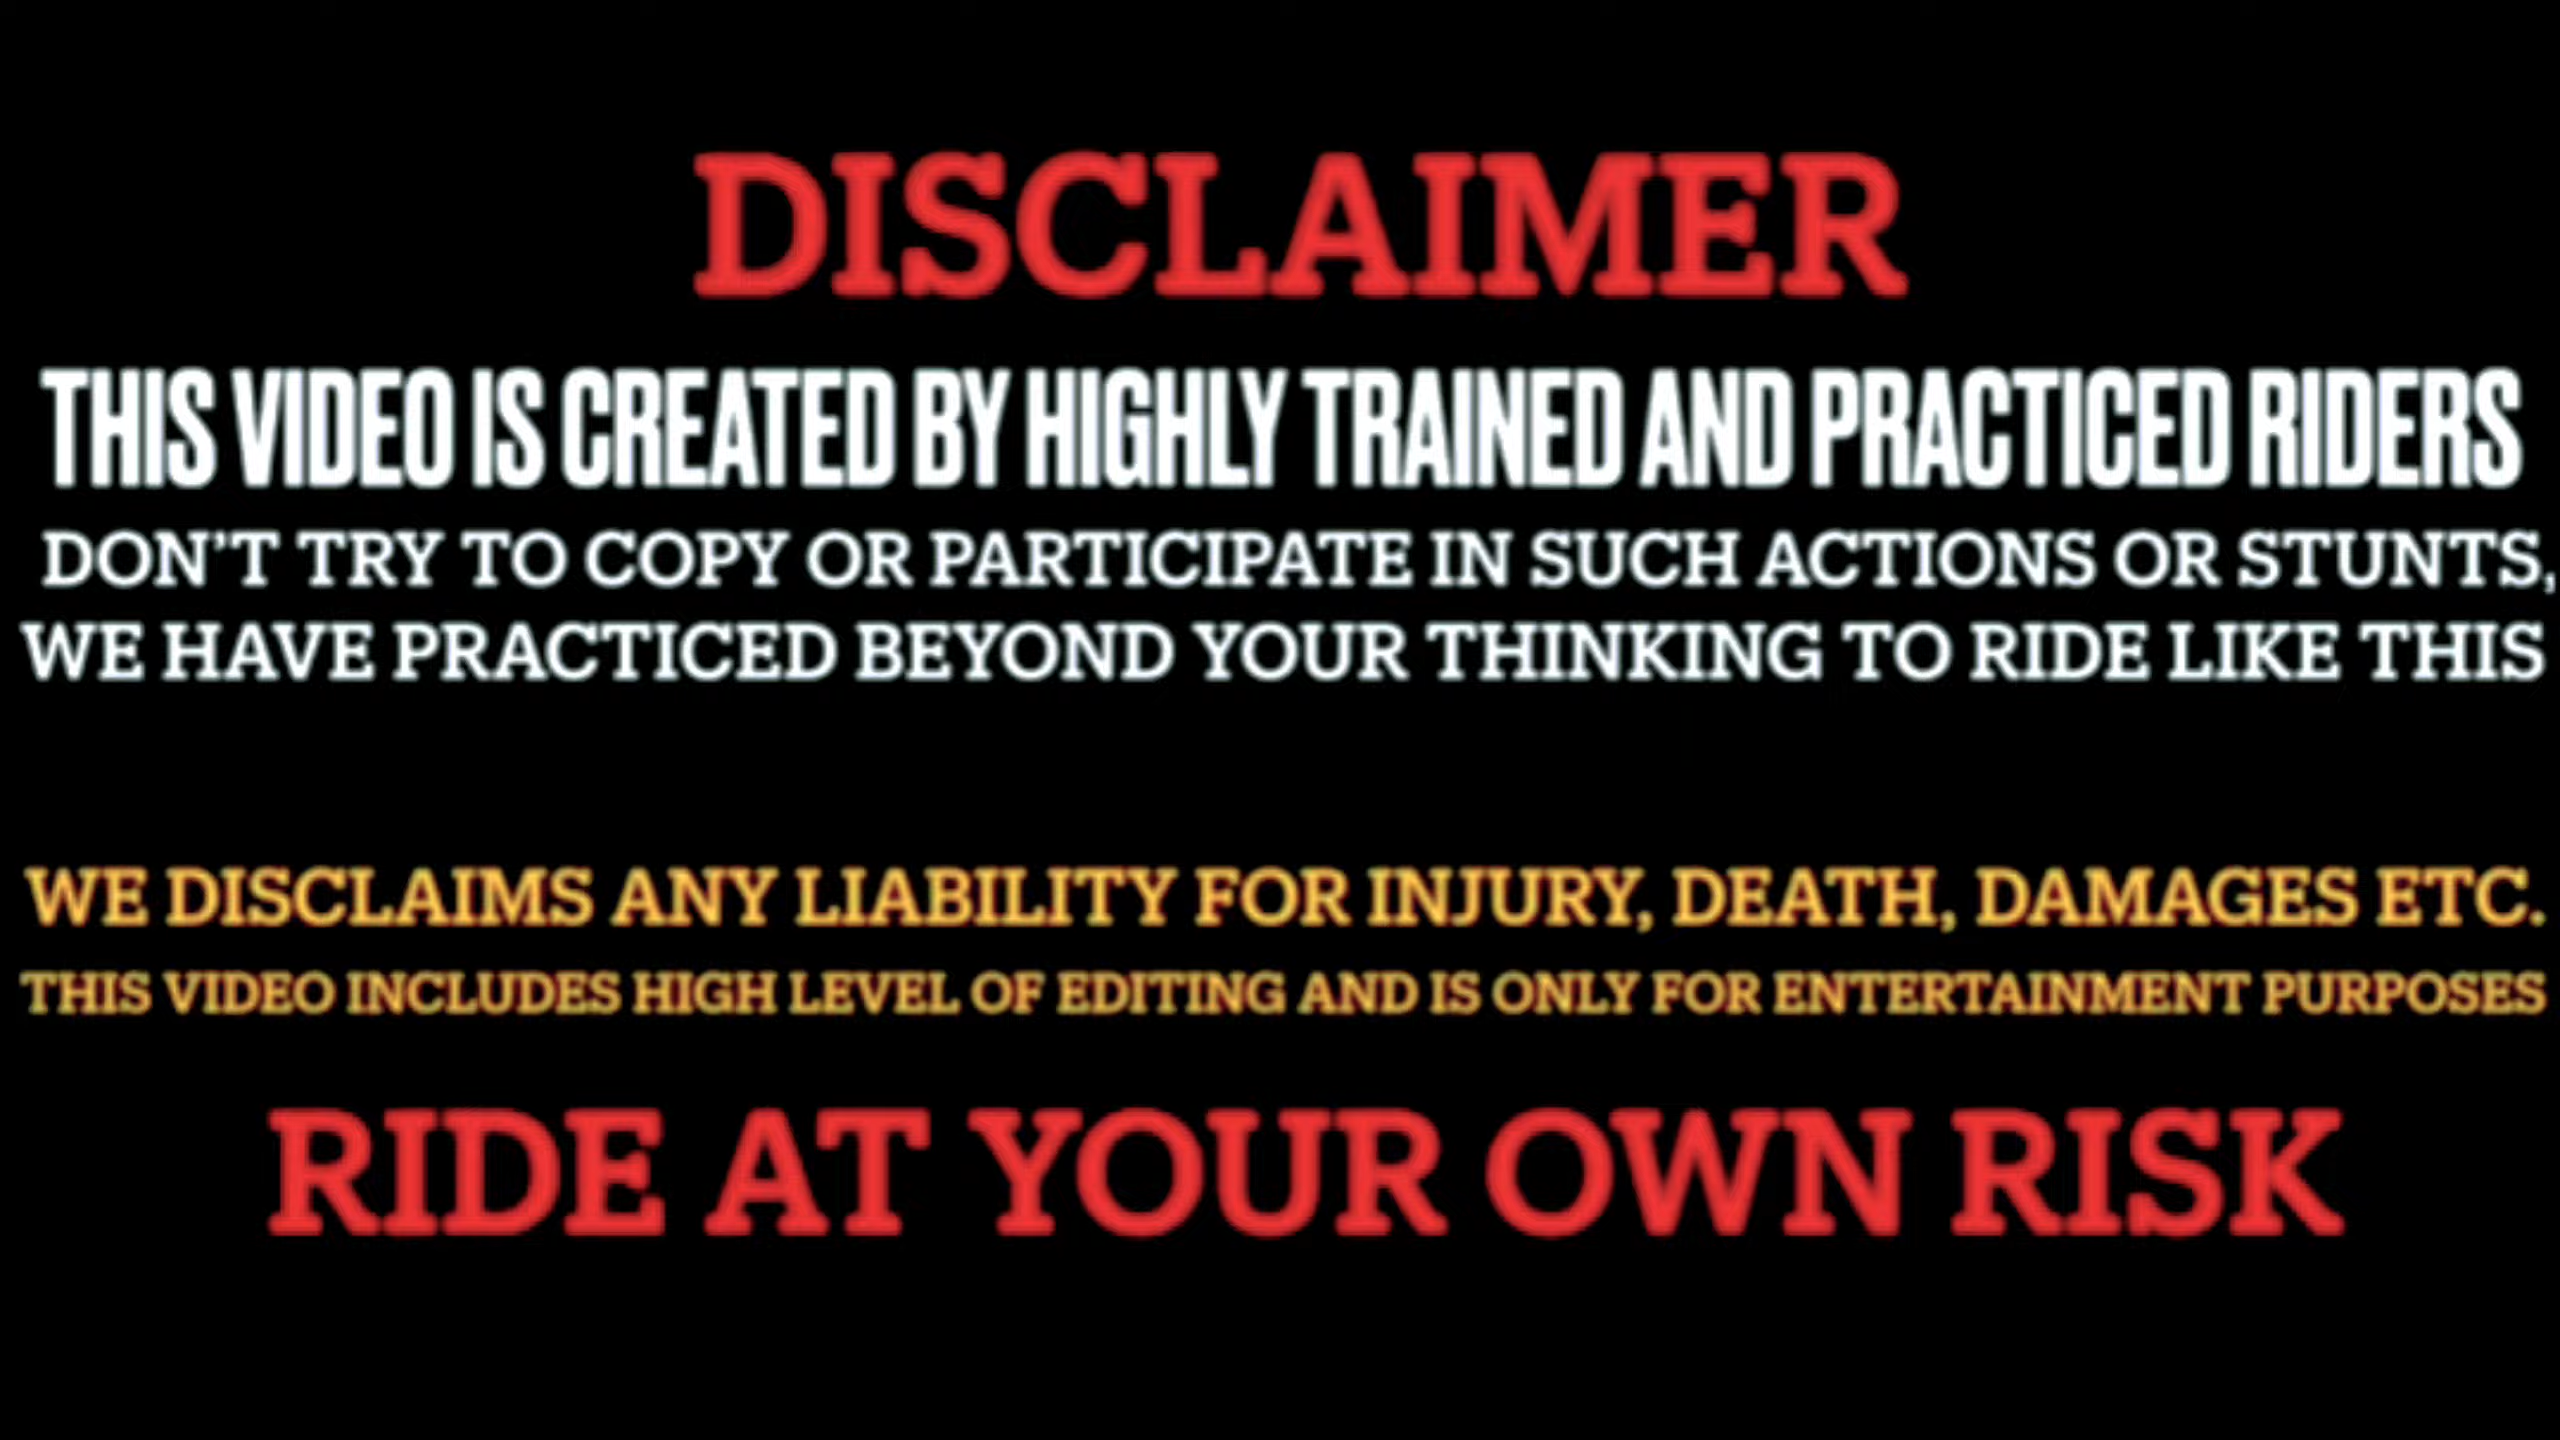 DISCLAIMER
THIS VIDEO IS CREATED BY HIGHLY TRAINED AND PRACTICED RIDERS
DON'T TRY TO COPY OR PARTICIPATE IN SUCH ACTIONS OR STUNTS,
WE HAVE PRACTICED BEYOND YOUR THINKING TO RIDE LIKE THIS
WE DISCLAIMS ANY LIABILITY FOR INJURY, DEATH, DAMAGES ETC.
THIS VIDEO INCLUDES HIGH LEVEL OF EDITING AND IS ONLY FOR ENTERTAINMENT PURPOSES
RIDE AT YOUR OWN RISK